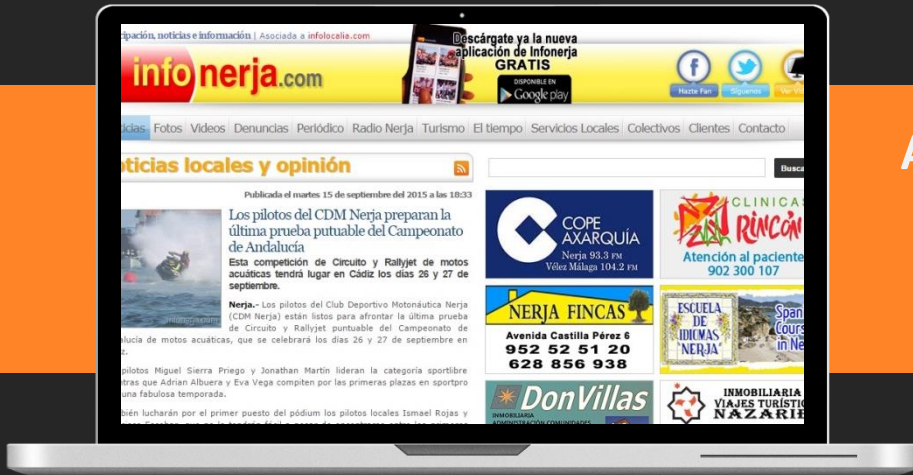 noticias e información | Asociada a infolocalia.com
Descárgate ya la nueva
aplicación de Infonerja
GRATIS
DISPONIBLE EN
Google play
infonerja.com
Hazte Fan
Síguenos
Fotos Videos Denuncias Periódico Radio Nerja Turismo El tiempo Servicios Locales Colectivos Clientes Contacto
locales y opinión
Publicada el martes 15 de septiembre del 2015 a las 18:33
Los pilotos del CDM Nerja preparan la
última prueba putuable del Campeonato
de Andalucía
Esta competición de Circuito y Rallyjet de motos
acuáticas tendrá lugar en Cádiz los días 26 y 27 de
septiembre.
Nerja.- Los pilotos del Club Deportivo Motonáutica Nerja
(CDM Nerja) están listos para afrontar la última prueba
de Circuito y Rallyjet puntuable del Campeonato de
de motos acuáticas, que se celebrará los días 26 y 27 de septiembre en
pilotos Miguel Sierra Priego y Jonathan Martín lideran la categoría sportlibre
que Adrian Albuera y Eva Vega compiten por las primeras plazas en sportpro
una fabulosa temporada.
lucharán por el primer puesto del pódium los pilotos locales Ismael Rojas y
COPE
AXARQUÍA
Nerja 93.3 FM
Vélez Málaga 104.2 FM
CLINICAS
RINCÓN
Atención al paciente
902 300 107
NERJA FINCAS
Avenida Castilla Pérez 6
952 52 51 20
628 856 938
ESCUELA
DE
IDIOMAS
"NERJA"
in
DonVillas
INMOBILIARIA
ADMINISTRACIÓN COMUNIDADES
INMOBILIARIA
VIAJES
A